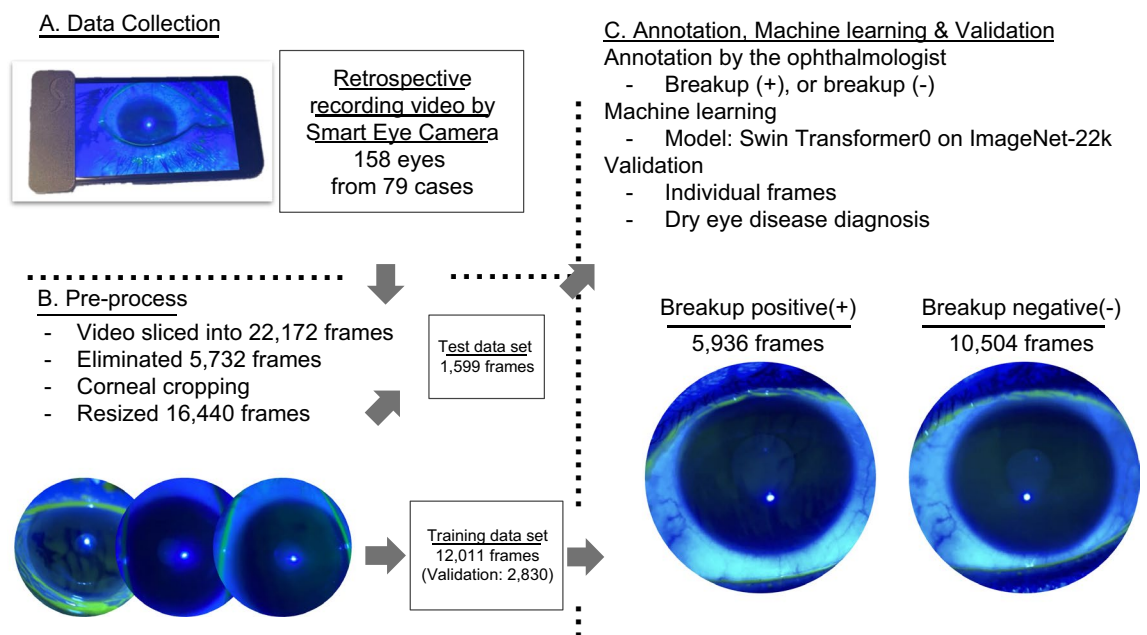 A. Data Collection
Retrospective
recording video by
Smart Eye Camera
158 eyes
from 79 cases
B. Pre-process
- Video sliced into 22,172 frames
- Eliminated 5,732 frames
- Corneal cropping
- Resized 16,440 frames
Test data set
1,599 frames
Training data set
12,011 frames
(Validation: 2,830)
C. Annotation, Machine learning & Validation
Annotation by the ophthalmologist
- Breakup (+), or breakup (-)
Machine learning
- Model: Swin Transformer0 on ImageNet-22k
Validation
- Individual frames
- Dry eye disease diagnosis
Breakup positive(+)
5,936 frames
Breakup negative(-)
10,504 frames